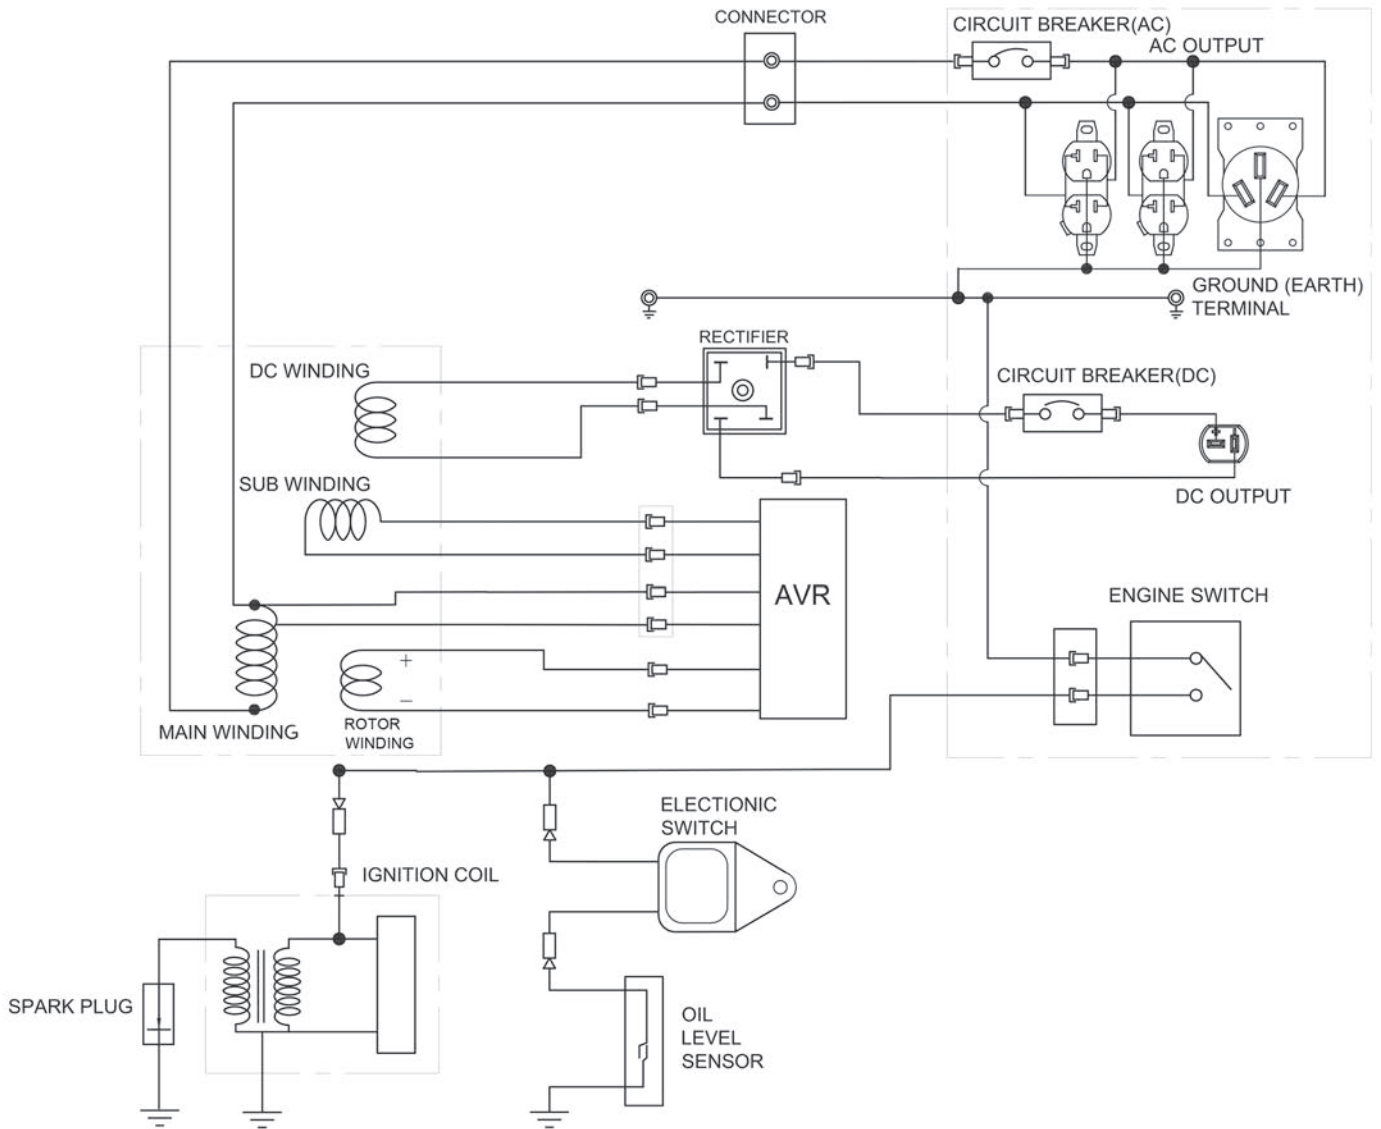 CONNECTOR
CIRCUIT BREAKER(AC)
AC OUTPUT
GROUND (EARTH)
TERMINAL
RECTIFIER
DC WINDING
CIRCUIT BREAKER(DC)
SUB WINDING
DC OUTPUT
AVR
ENGINE SWITCH
+
−
MAIN WINDING
ROTOR
WINDING
ELECTIONIC
SWITCH
IGNITION COIL
SPARK PLUG
OIL
LEVEL
SENSOR